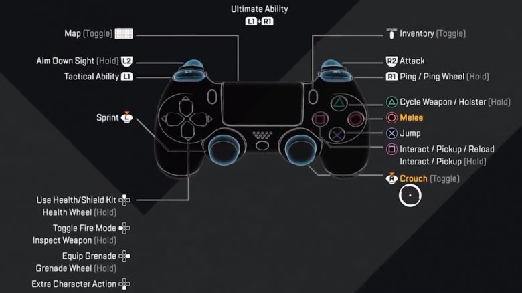 Ultimate Ability
L1 + R1
Map (Toggle)
Inventory (Toggle)
Aim Down Sight (Hold) L2
R2 Attack
Tactical Ability L1
R1 Ping / Ping Wheel (Hold)
Cycle Weapon / Holster (Hold)
Sprint L
Melee
Jump
Interact / Pickup / Reload
Interact / Pickup (Hold)
R Crouch (Toggle)
Use Health/Shield Kit
Health Wheel (Hold)
Toggle Fire Mode
Inspect Weapon (Hold)
Equip Grenade
Grenade Wheel (Hold)
Extra Character Action